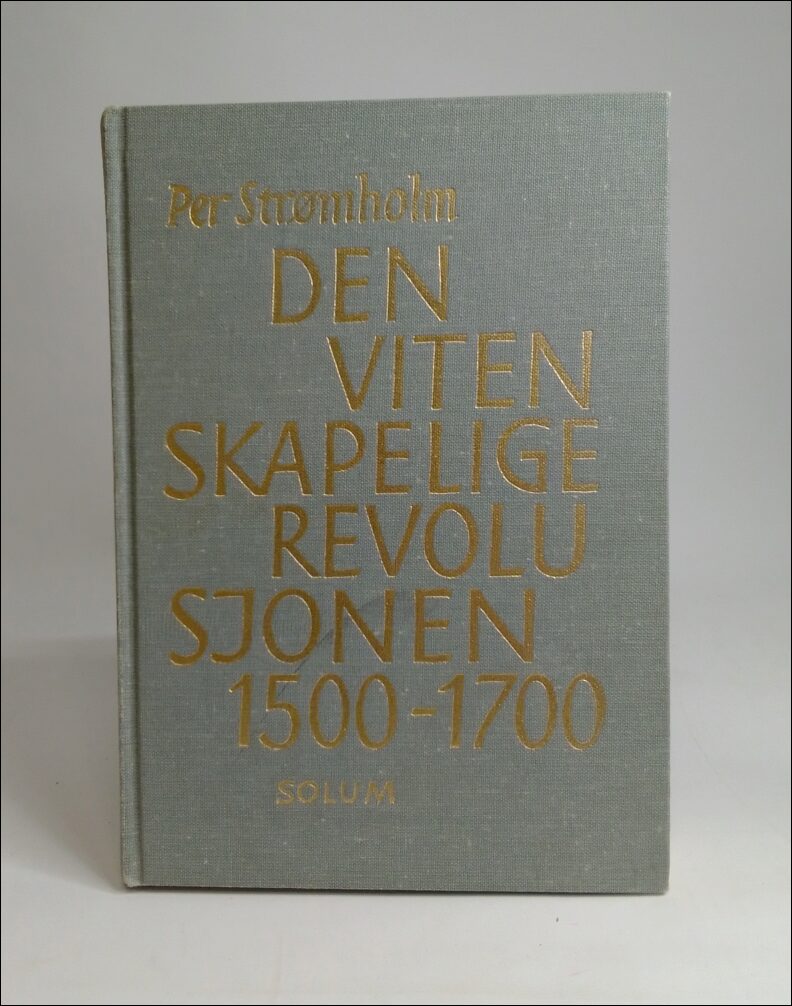 Per Strømholm
DEN
VITEN
SKAPELIGE
REVOLU
SJONEN
1500-1700
SOLUM